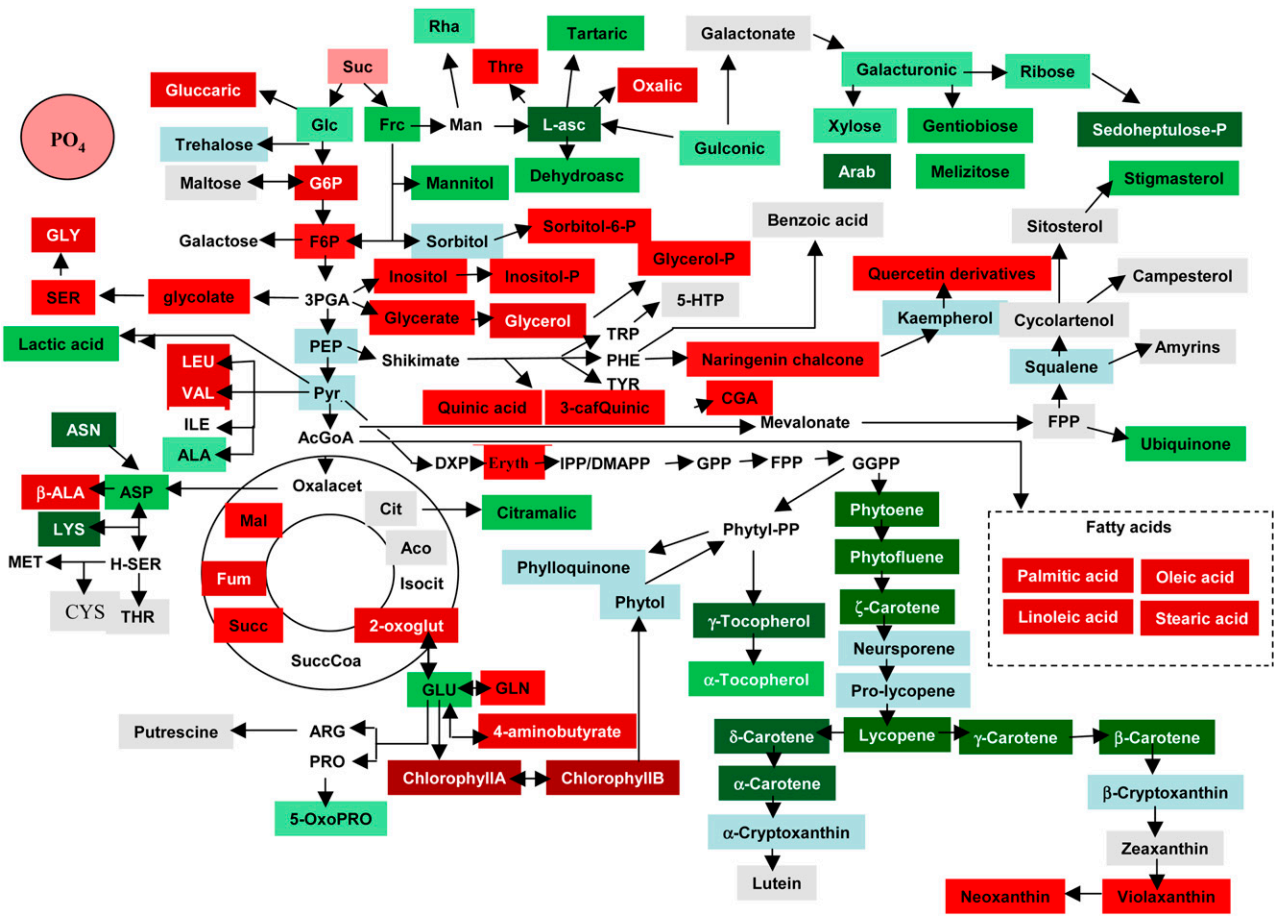 Rha
Tartaric
Galactonate
Suc
Thre
Galacturonic
Ribose
Gluccaric
Oxalic
PO4
Glc
Frc
Man
L-asc
Xylose
Gentiobiose
Sedoheptulose-P
Trehalose
Gulconic
Maltose
G6P
Mannitol
Dehydroasc
Arab
Melizitose
Stigmasterol
GLY
Galactose
F6P
Sorbitol
Sorbitol-6-P
Benzoic acid
Sitosterol
Glycerol-P
SER
glycolate
3PGA
Inositol
Inositol-P
5-HTP
Quercetin derivatives
Campesterol
Glycerate
Glycerol
Kaempherol
Cycolartenol
Lactic acid
PEP
Shikimate
TRP
PHE
TYR
Naringenin chalcone
Squalene
Amyrins
LEU
VAL
Pyr
Quinic acid
3-cafQuinic
CGA
ILE
Mevalonate
FPP
ASN
AcGoA
ALA
Ubiquinone
DXP
Eryth
IPP/DMAPP
GPP
FPP
GGPP
β-ALA
ASP
Oxalacet
LYS
Mal
Cit
Citramalic
Phytoene
Fatty acids
Aco
Phytyl-PP
MET
H-SER
Fum
Isocit
Phylloquinone
Phytofluene
Palmitic acid
Oleic acid
CYS
THR
Phytol
ζ-Carotene
Linoleic acid
Stearic acid
Succ
2-oxoglut
γ-Tocopherol
SuccCoa
Neursporene
GLU
GLN
α-Tocopherol
Pro-lycopene
Putrescine
ARG
4-aminobutyrate
δ-Carotene
Lycopene
γ-Carotene
β-Carotene
PRO
ChlorophyllA
ChlorophyllB
α-Carotene
β-Cryptoxanthin
5-OxoPRO
α-Cryptoxanthin
Zeaxanthin
Lutein
Neoxanthin
Violaxanthin